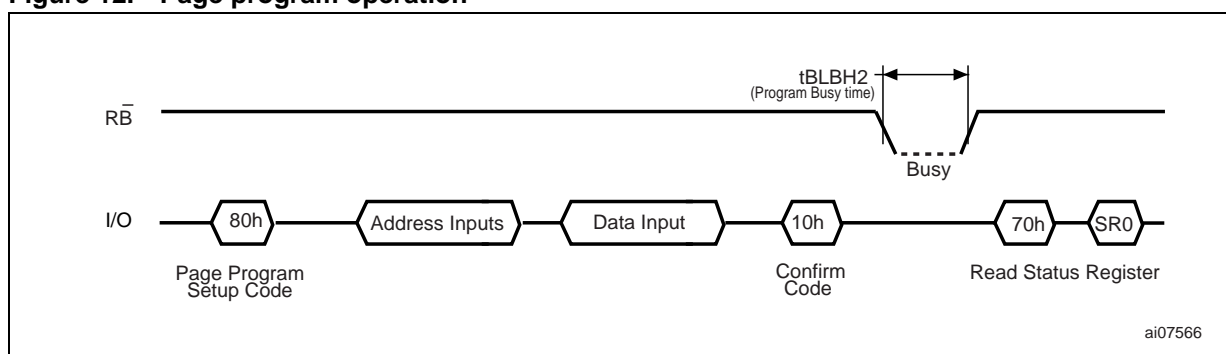 Figure 12. Page program operation
tBLBH2
(Program Busy time)
RB̅
Busy
I/O
80h
Address Inputs
Data Input
10h
70h
SR0
Page Program
Setup Code
Confirm
Code
Read Status Register
ai07566